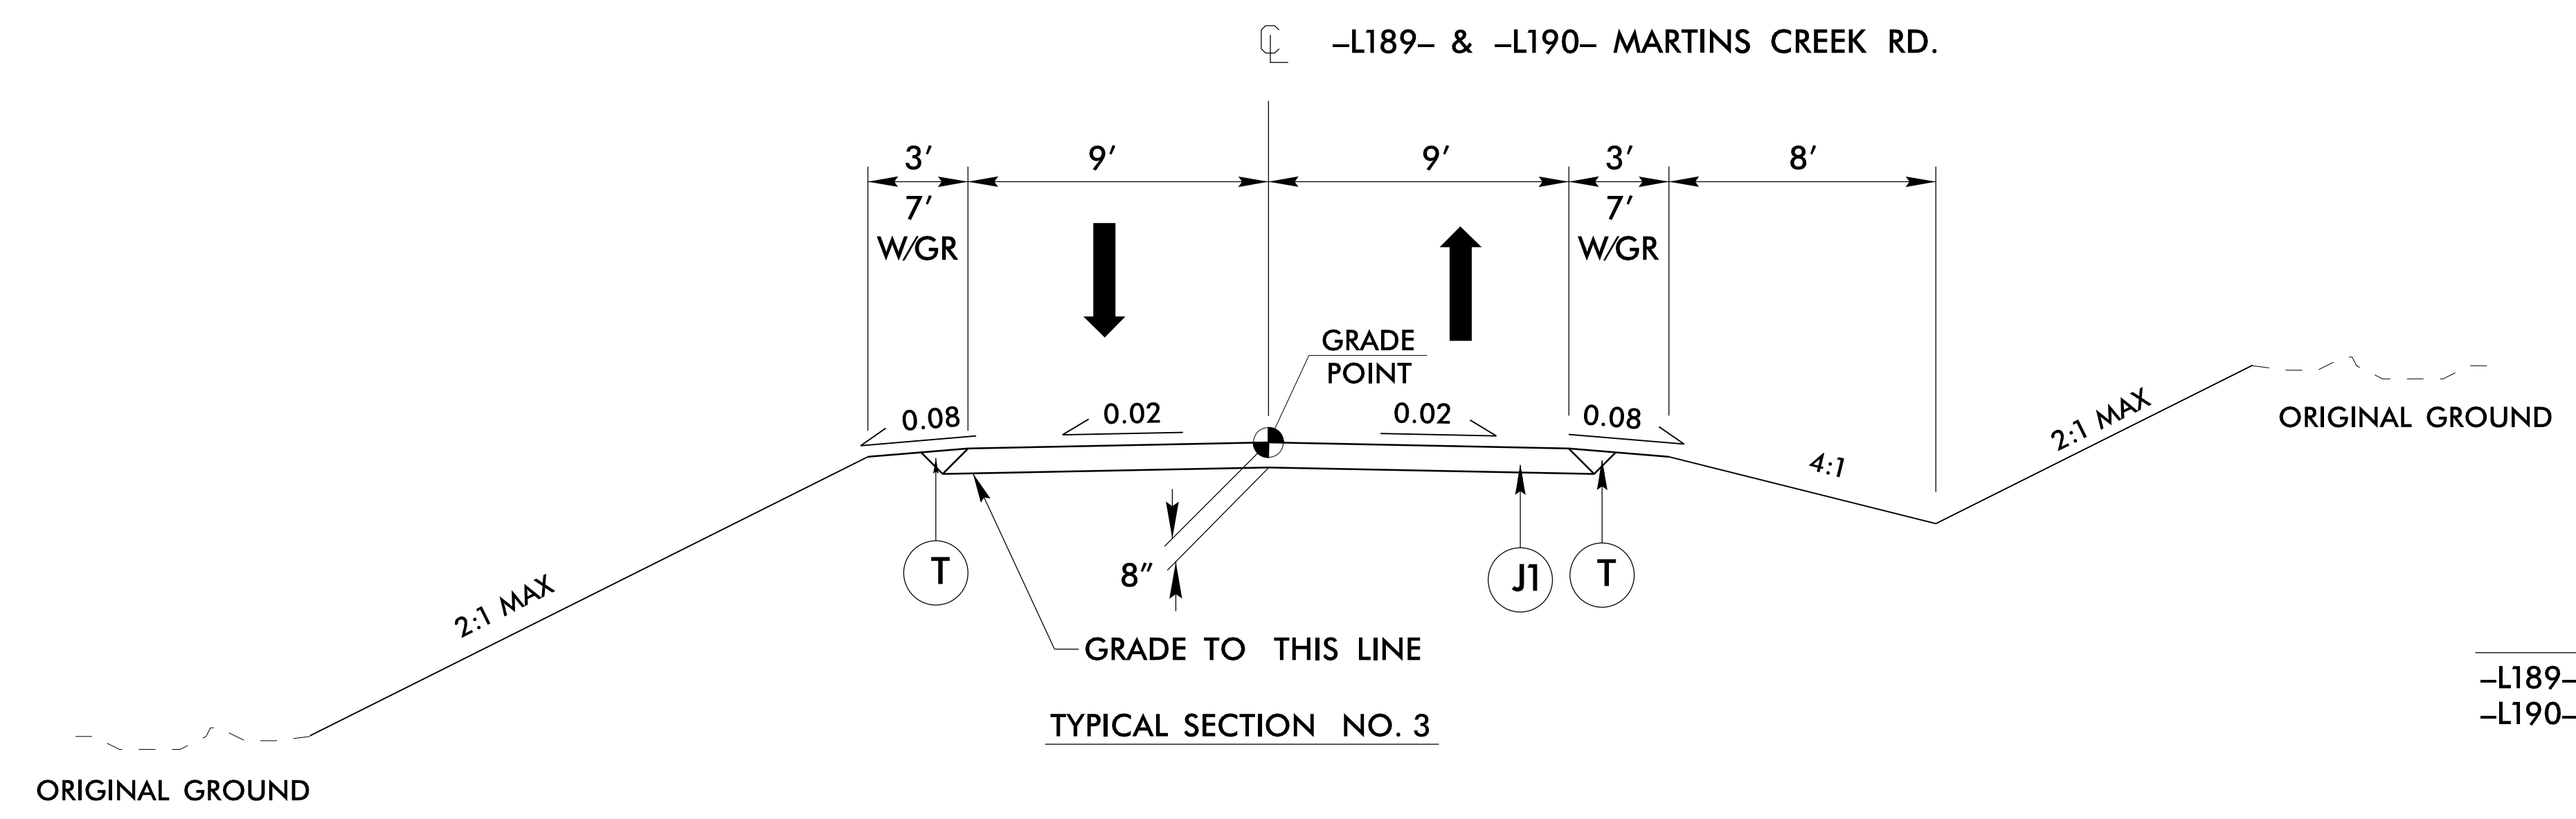 ℄ –L189– & –L190– MARTINS CREEK RD.
3' 9' 9' 3' 8'
7' 7'
W/GR W/GR
GRADE
POINT
0.08 0.02 0.02 0.08
ORIGINAL GROUND
2:1 MAX
4:1
T 8" J1 T
2:1 MAX
GRADE TO THIS LINE
–L189–
–L190–
TYPICAL SECTION NO. 3
ORIGINAL GROUND